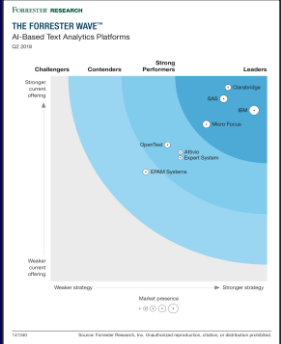 FORRESTER RESEARCH
THE FORRESTER WAVE™
AI-Based Text Analytics Platforms
Q2 2018
Challengers
Contenders
Strong
Performers
Leaders
Stronger
current
offering
Clarabridge
SAS
IBM
Micro Focus
OpenText
Attivio
Expert System
EPAM Systems
Weaker
current
offering
Weaker strategy
Stronger strategy
Market presence
Source: Forrester Research, Inc. Unauthorized reproduction, citation, or distribution prohibited.